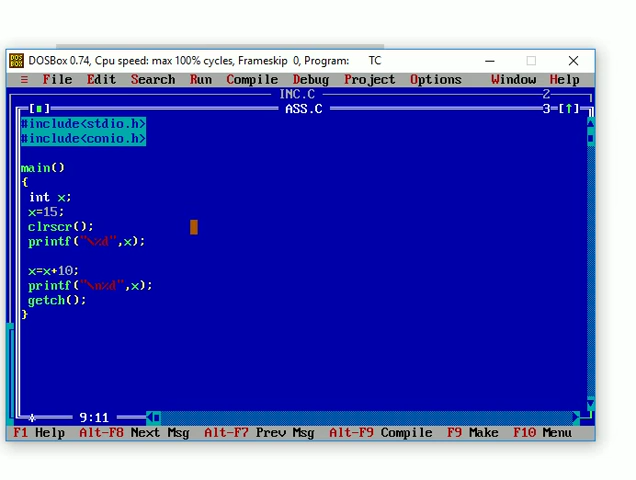 DOSBox 0.74, Cpu speed: max 100% cycles, Frameskip 0, Program: TC
≡ File Edit Search Run Compile Debug Project Options Window Help
INC.C 2
[■] ASS.C 3=[↑]
#include<stdio.h>
#include<conio.h>
main()
{
int x;
x=15;
clrscr();
printf("\%d",x);
x=x+10;
printf("\n%d",x);
getch();
}
* 9:11
F1 Help Alt-F8 Next Msg Alt-F7 Prev Msg Alt-F9 Compile F9 Make F10 Menu